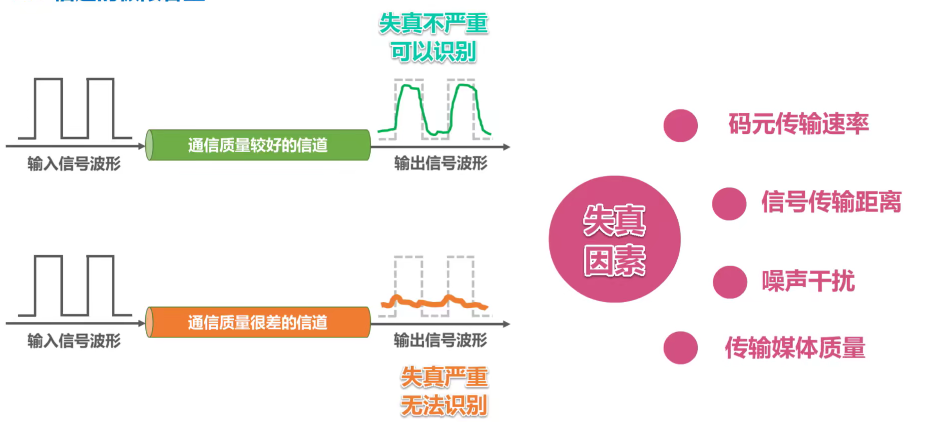 失真不严重
可以识别
通信质量较好的信道
输入信号波形
输出信号波形
通信质量很差的信道
输入信号波形
输出信号波形
失真严重
无法识别
失真
因素
码元传输速率
信号传输距离
噪声干扰
传输媒体质量